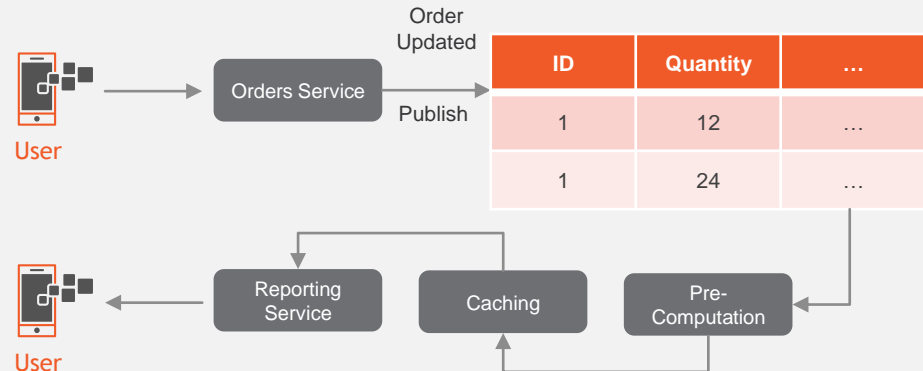 Order
Updated
Orders Service
Publish
User
ID Quantity …
1 12 …
1 24 …
Reporting
Service
Caching
Pre-
Computation
User